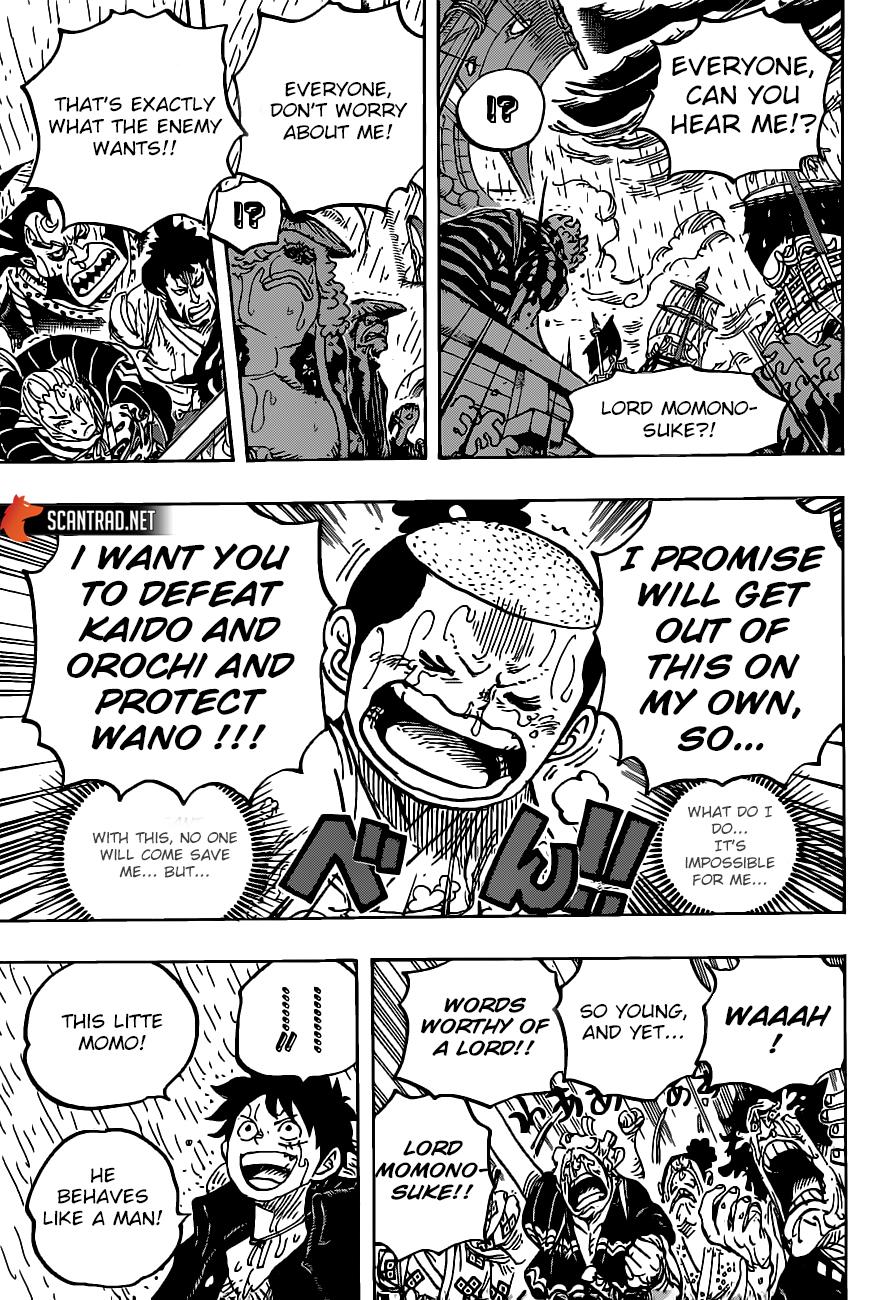 EVERYONE,
CAN YOU
HEAR ME!?
!?
LORD MOMONO-
SUKE?!
EVERYONE,
DON'T WORRY
ABOUT ME!
!?
THAT'S EXACTLY
WHAT THE ENEMY
WANTS!!
SCANTRAD.NET
I PROMISE
WILL GET
OUT OF
THIS ON
MY OWN,
SO...
WHAT DO I
DO...
IT'S
IMPOSSIBLE
FOR ME...
べん!!
I WANT YOU
TO DEFEAT
KAIDO AND
OROCHI AND
PROTECT
WANO !!!
WITH THIS, NO ONE
WILL COME SAVE
ME... BUT...
WAAAH
!
SO YOUNG,
AND YET...
WORDS
WORTHY OF
A LORD!!
LORD
MOMONO-
SUKE!!
!!
THIS LITTE
MOMO!
HE
BEHAVES
LIKE A MAN!